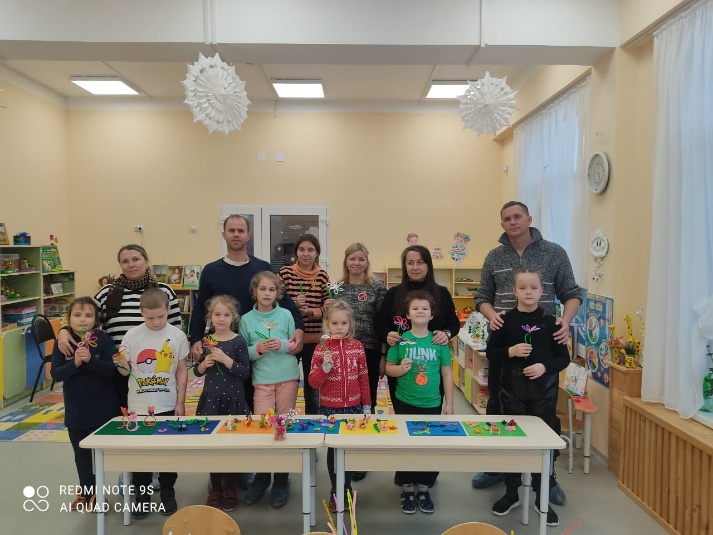 POKéMON
JUNK
REDMI NOTE 9S
AI QUAD CAMERA